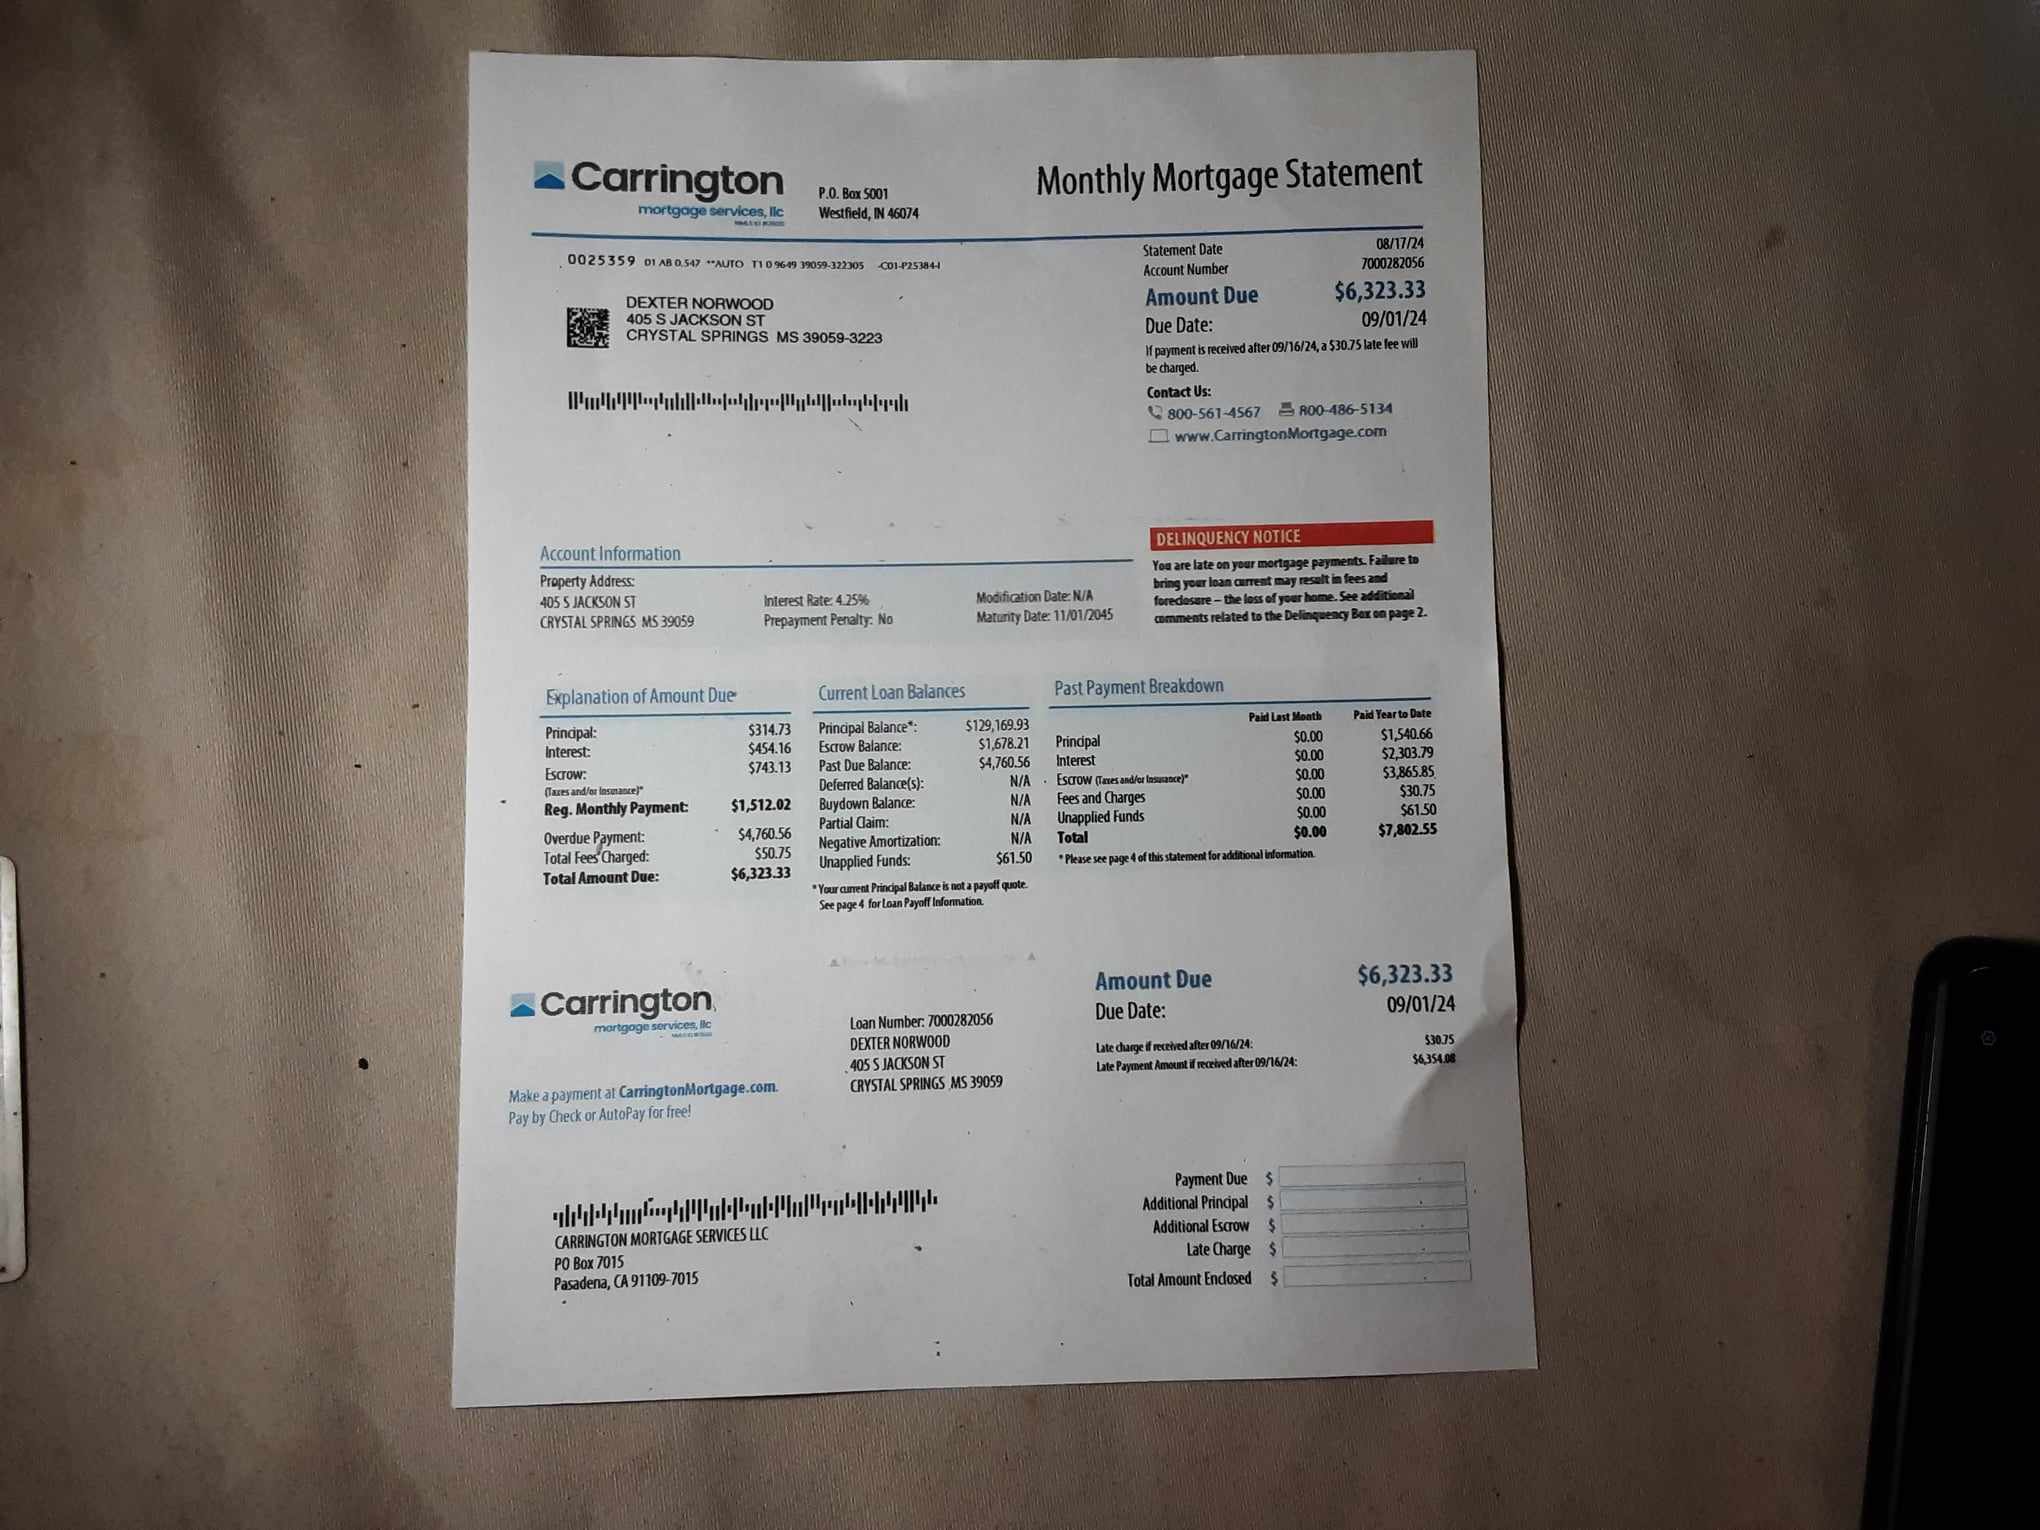 Carrington
mortgage services, llc
P.O. Box 5001
Westfield, IN 46074
Monthly Mortgage Statement
Statement Date 08/17/24
Account Number 7000282056
Amount Due $6,323.33
Due Date: 09/01/24
If payment is received after 09/16/24, a $30.75 late fee will
be charged.
Contact Us:
800-561-4567 800-486-5134
www.CarringtonMortgage.com
0025359 D1 AB 0.547 **AUTO T1 0 9649 39059-322305 -C01-P25384-I
DEXTER NORWOOD
405 S JACKSON ST
CRYSTAL SPRINGS MS 39059-3223
Account Information
Property Address:
405 S JACKSON ST
CRYSTAL SPRINGS MS 39059
Interest Rate: 4.25%
Prepayment Penalty: No
Modification Date: N/A
Maturity Date: 11/01/2045
DELINQUENCY NOTICE
You are late on your mortgage payments. Failure to
bring your loan current may result in fees and
foreclosure – the loss of your home. See additional
comments related to the Delinquency Box on page 2.
Explanation of Amount Due
Principal: $314.73
Interest: $454.16
Escrow: $743.13
(Taxes and/or Insurance)*
Reg. Monthly Payment: $1,512.02
Overdue Payment: $4,760.56
Total Fees Charged: $50.75
Total Amount Due: $6,323.33
Current Loan Balances
Principal Balance*: $129,169.93
Escrow Balance: $1,678.21
Past Due Balance: $4,760.56
Deferred Balance(s): N/A
Buydown Balance: N/A
Partial Claim: N/A
Negative Amortization: N/A
Unapplied Funds: $61.50
* Your current Principal Balance is not a payoff quote.
See page 4 for Loan Payoff Information.
Past Payment Breakdown
Paid Last Month Paid Year to Date
Principal $0.00 $1,540.66
Interest $0.00 $2,303.79
Escrow (Taxes and/or Insurance)* $0.00 $3,865.85
Fees and Charges $0.00 $30.75
Unapplied Funds $0.00 $61.50
Total $0.00 $7,802.55
* Please see page 4 of this statement for additional information.
Carrington
mortgage services, llc
Make a payment at CarringtonMortgage.com.
Pay by Check or AutoPay for free!
Loan Number: 7000282056
DEXTER NORWOOD
405 S JACKSON ST
CRYSTAL SPRINGS MS 39059
Amount Due $6,323.33
Due Date: 09/01/24
Late charge if received after 09/16/24: $30.75
Late Payment Amount if received after 09/16/24: $6,354.08
CARRINGTON MORTGAGE SERVICES LLC
PO Box 7015
Pasadena, CA 91109-7015
Payment Due $
Additional Principal $
Additional Escrow $
Late Charge $
Total Amount Enclosed $